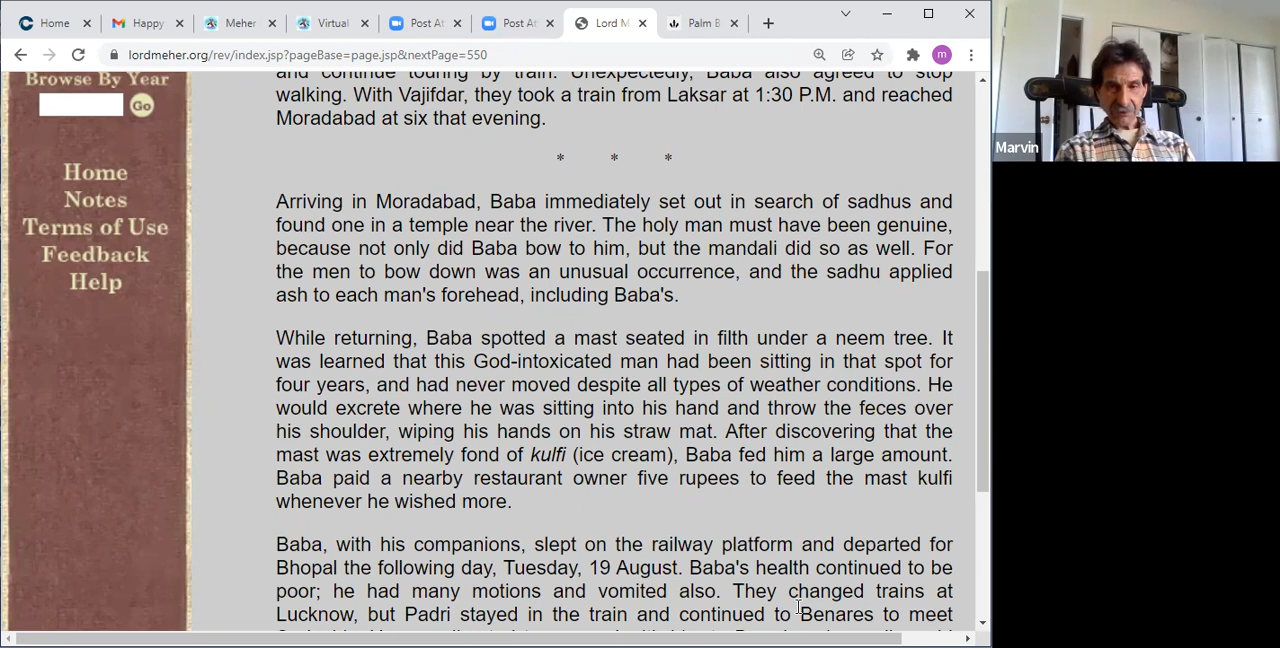 Home
Happy
Meher
Virtual
Post At
Post At
Lord M
Palm B
lordmeher.org/rev/index.jsp?pageBase=page.jsp&nextPage=550
m
Browse By Year
Go
Home
Notes
Terms of Use
Feedback
Help
and continue touring by train. Unexpectedly, Baba also agreed to stop
walking. With Vajifdar, they took a train from Laksar at 1:30 P.M. and reached
Moradabad at six that evening.
* * *
Arriving in Moradabad, Baba immediately set out in search of sadhus and
found one in a temple near the river. The holy man must have been genuine,
because not only did Baba bow to him, but the mandali did so as well. For
the men to bow down was an unusual occurrence, and the sadhu applied
ash to each man's forehead, including Baba's.
While returning, Baba spotted a mast seated in filth under a neem tree. It
was learned that this God-intoxicated man had been sitting in that spot for
four years, and had never moved despite all types of weather conditions. He
would excrete where he was sitting into his hand and throw the feces over
his shoulder, wiping his hands on his straw mat. After discovering that the
mast was extremely fond of kulfi (ice cream), Baba fed him a large amount.
Baba paid a nearby restaurant owner five rupees to feed the mast kulfi
whenever he wished more.
Baba, with his companions, slept on the railway platform and departed for
Bhopal the following day, Tuesday, 19 August. Baba's health continued to be
poor; he had many motions and vomited also. They changed trains at
Lucknow, but Padri stayed in the train and continued to Benares to meet
Marvin